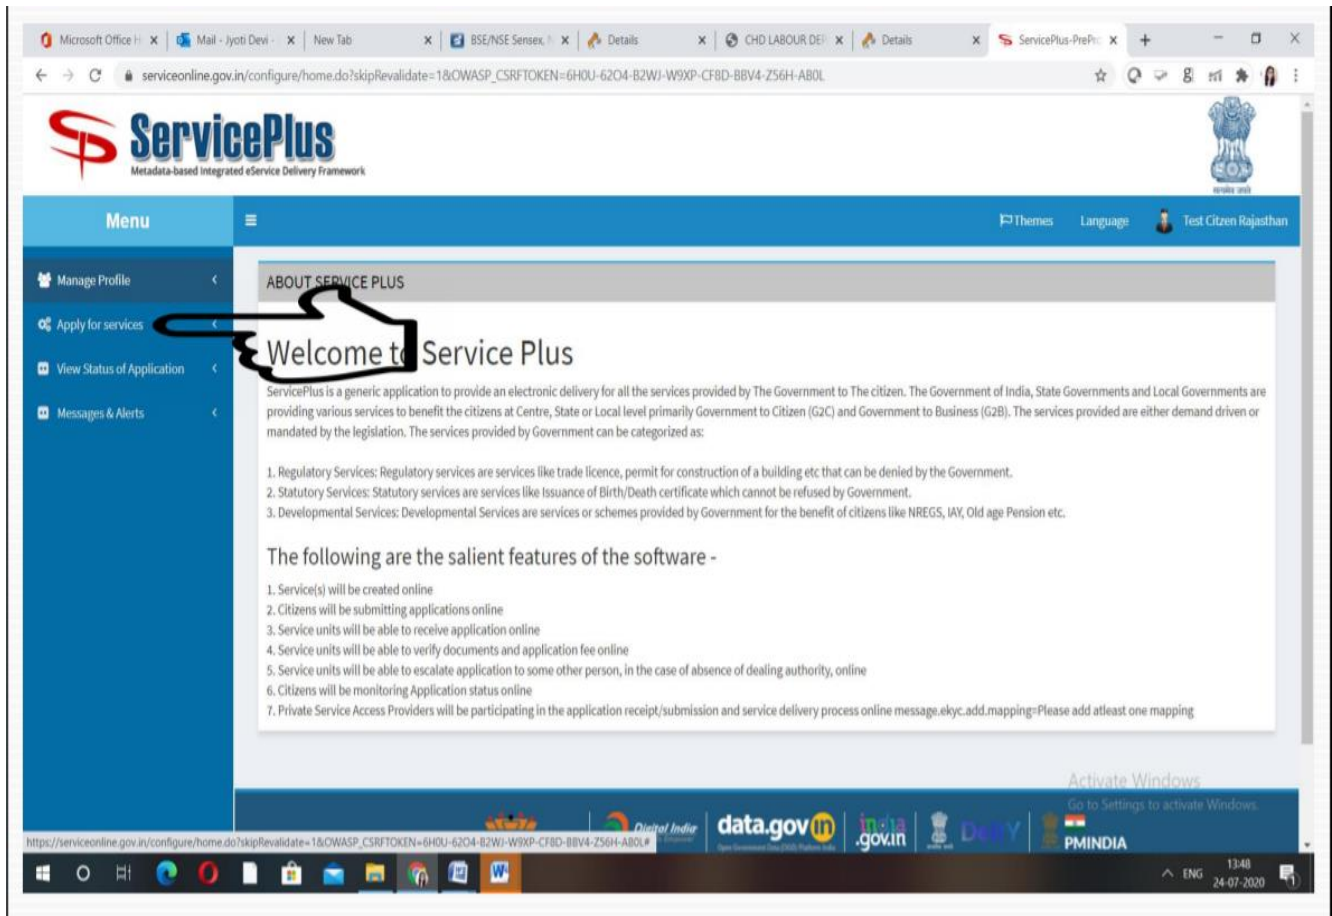 Microsoft Office H
Mail - Jyoti Devi -
New Tab
BSE/NSE Sensex, N
Details
CHD LABOUR DEP
Details
ServicePlus-PrePro
serviceonline.gov.in/configure/home.do?skipRevalidate=1&OWASP_CSRFTOKEN=6H0U-62O4-B2WJ-W9XP-CF8D-BBV4-Z56H-AB0L
ServicePlus
Metadata-based Integrated eService Delivery Framework
सत्यमेव जयते
Menu
Themes
Language
Test Citzen Rajasthan
Manage Profile
Apply for services
View Status of Application
Messages & Alerts
ABOUT SERVICE PLUS
Welcome to Service Plus
ServicePlus is a generic application to provide an electronic delivery for all the services provided by The Government to The citizen. The Government of India, State Governments and Local Governments are
providing various services to benefit the citizens at Centre, State or Local level primarily Government to Citizen (G2C) and Government to Business (G2B). The services provided are either demand driven or
mandated by the legislation. The services provided by Government can be categorized as:
1. Regulatory Services: Regulatory services are services like trade licence, permit for construction of a building etc that can be denied by the Government.
2. Statutory Services: Statutory services are services like Issuance of Birth/Death certificate which cannot be refused by Government.
3. Developmental Services: Developmental Services are services or schemes provided by Government for the benefit of citizens like NREGS, IAY, Old age Pension etc.
The following are the salient features of the software -
1. Service(s) will be created online
2. Citizens will be submitting applications online
3. Service units will be able to receive application online
4. Service units will be able to verify documents and application fee online
5. Service units will be able to escalate application to some other person, in the case of absence of dealing authority, online
6. Citizens will be monitoring Application status online
7. Private Service Access Providers will be participating in the application receipt/submission and service delivery process online message.ekyc.add.mapping=Please add atleast one mapping
Activate Windows
Go to Settings to activate Windows.
Digital India
data.gov in
india
.gov.in
PMINDIA
https://serviceonline.gov.in/configure/home.do?skipRevalidate=1&OWASP_CSRFTOKEN=6H0U-62O4-B2WJ-W9XP-CF8D-BBV4-Z56H-AB0L#
ENG
13:48
24-07-2020